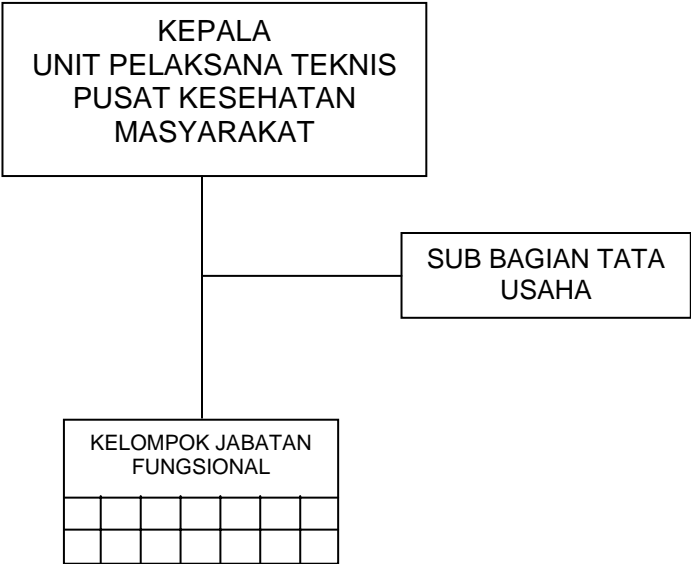 KEPALA
UNIT PELAKSANA TEKNIS
PUSAT KESEHATAN
MASYARAKAT
SUB BAGIAN TATA
USAHA
KELOMPOK JABATAN
FUNGSIONAL